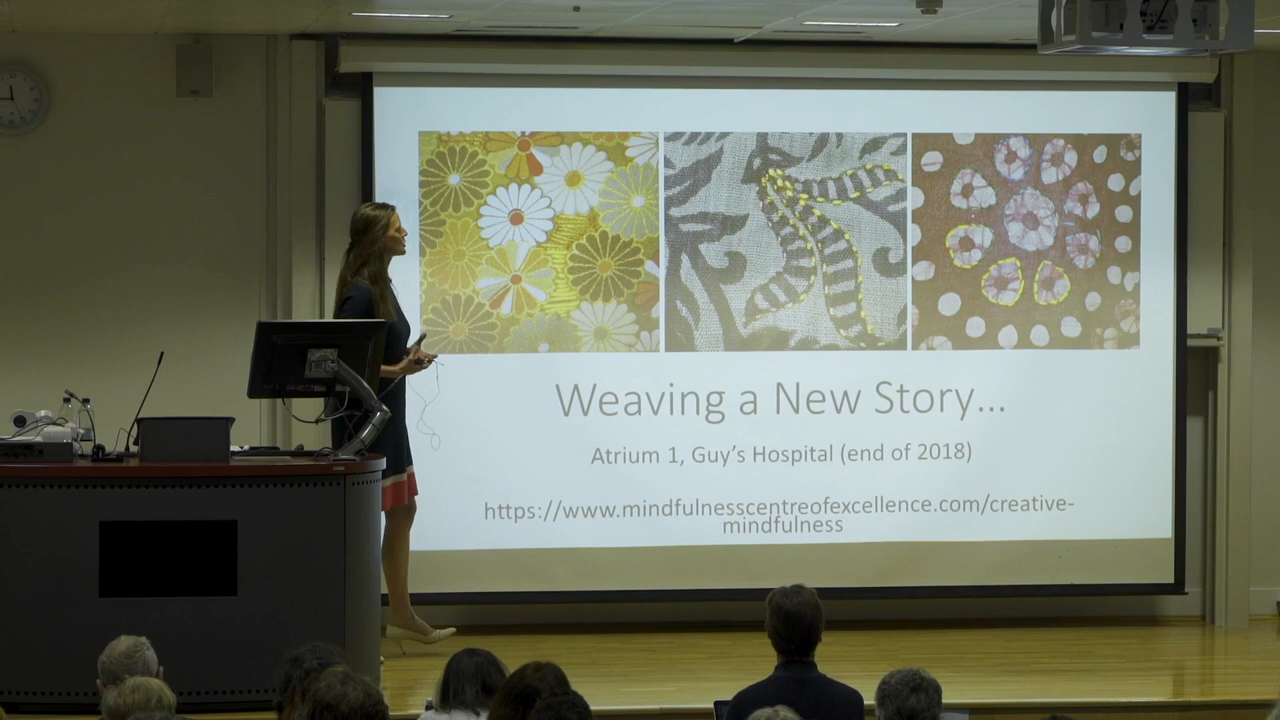 Weaving a New Story...
Atrium 1, Guy's Hospital (end of 2018)
https://www.mindfulnesscentreofexcellence.com/creative-
mindfulness